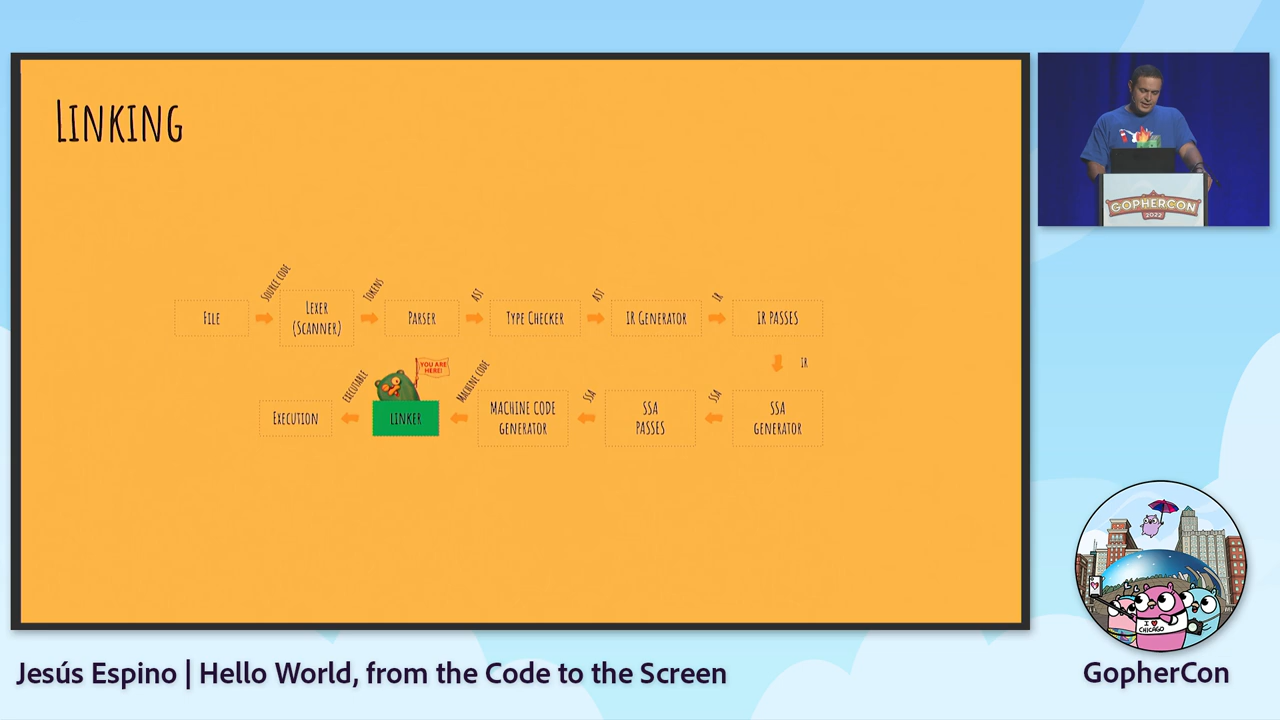 Linking
File
Source code
Lexer
(Scanner)
Tokens
Parser
AST
Type Checker
AST
IR Generator
IR
IR Passes
IR
SSA
Generator
SSA
SSA
Passes
SSA
Machine Code
Generator
Machine code
YOU ARE
HERE!
Linker
Executable
Execution
GOPHERCON
2022
I ♥
CHICAGO
Jesús Espino | Hello World, from the Code to the Screen
GopherCon